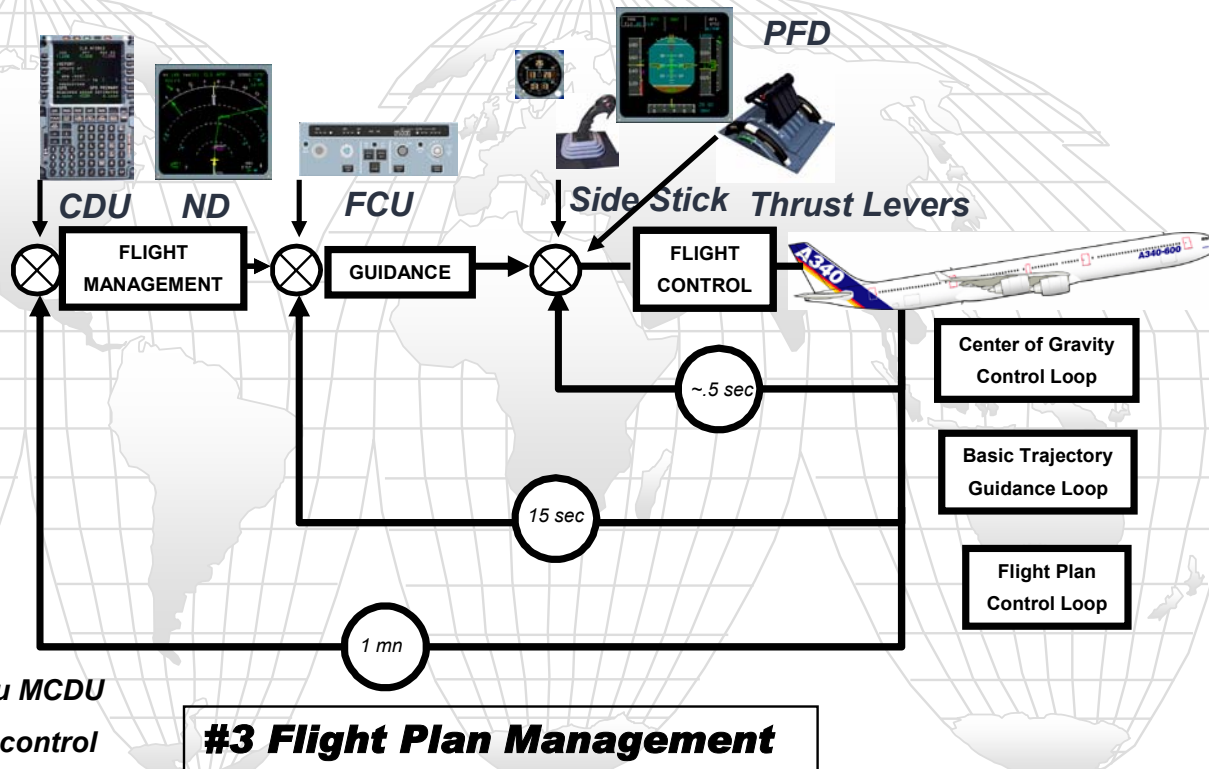 PFD
CDU
ND
FCU
Side Stick
Thrust Levers
FLIGHT
MANAGEMENT
GUIDANCE
FLIGHT
CONTROL
A340
A340-600
Center of Gravity
Control Loop
~.5 sec
Basic Trajectory
Guidance Loop
15 sec
Flight Plan
Control Loop
1 mn
u MCDU
control
#3 Flight Plan Management